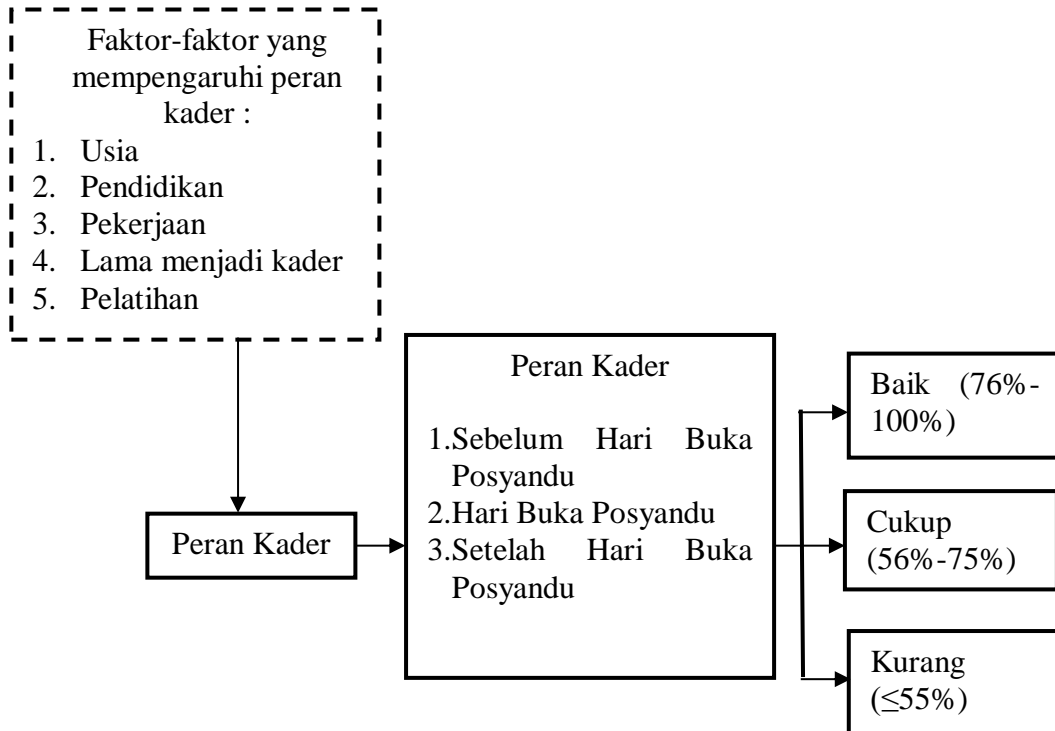 Faktor-faktor yang
mempengaruhi peran
kader :
1. Usia
2. Pendidikan
3. Pekerjaan
4. Lama menjadi kader
5. Pelatihan
Peran Kader
Peran Kader
1.Sebelum Hari Buka
Posyandu
2.Hari Buka Posyandu
3.Setelah Hari Buka
Posyandu
Baik (76%-
100%)
Cukup
(56%-75%)
Kurang
(≤55%)